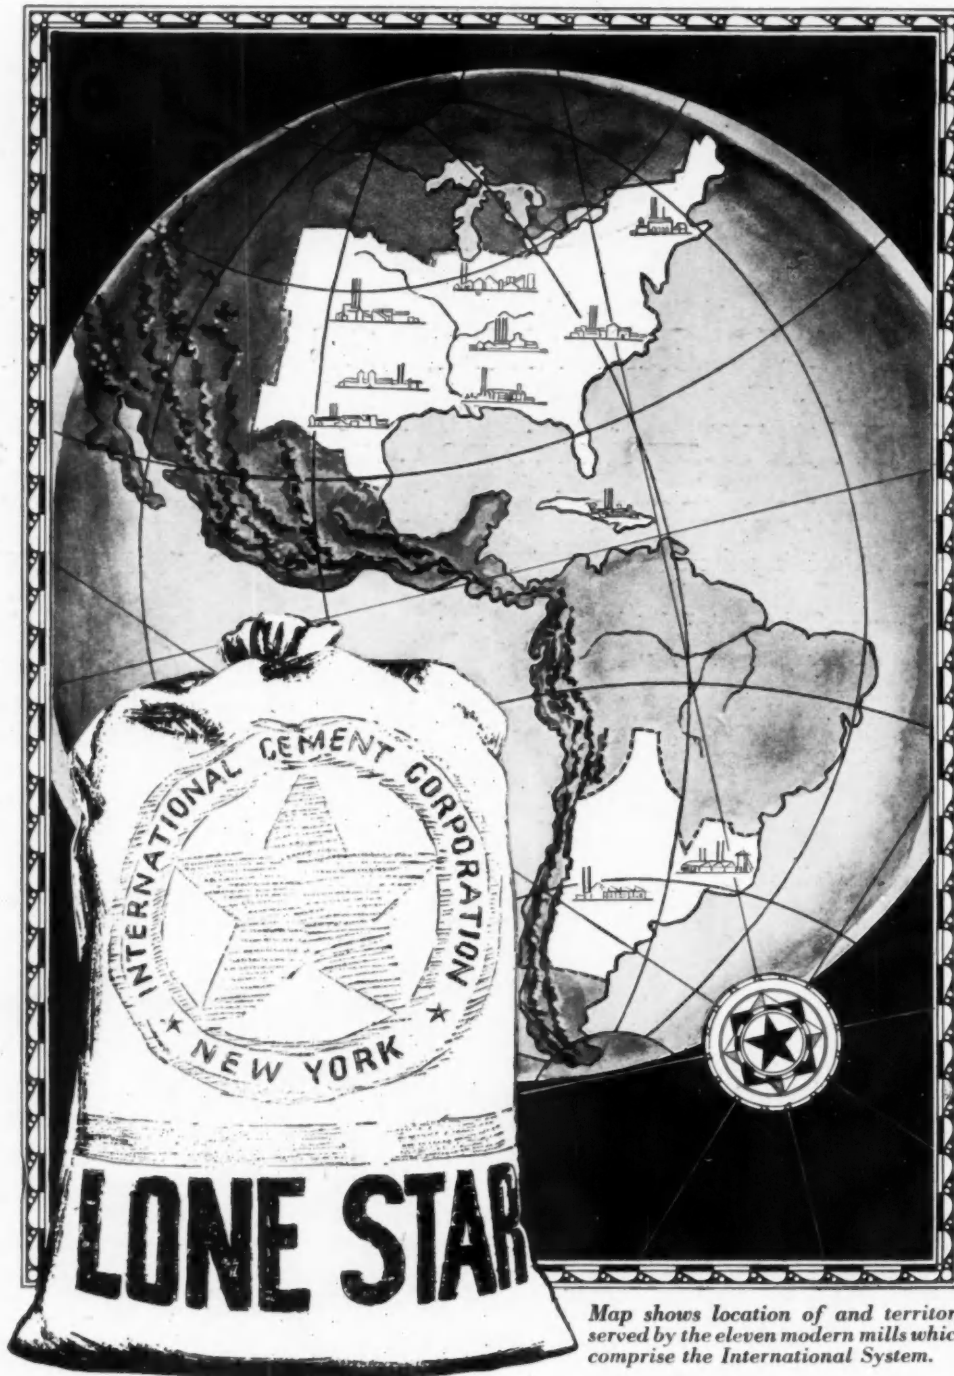 INTERNATIONAL CEMENT CORPORATION
★ NEW YORK ★
LONE STAR
Map shows location of and territor
served by the eleven modern mills whic
comprise the International System.